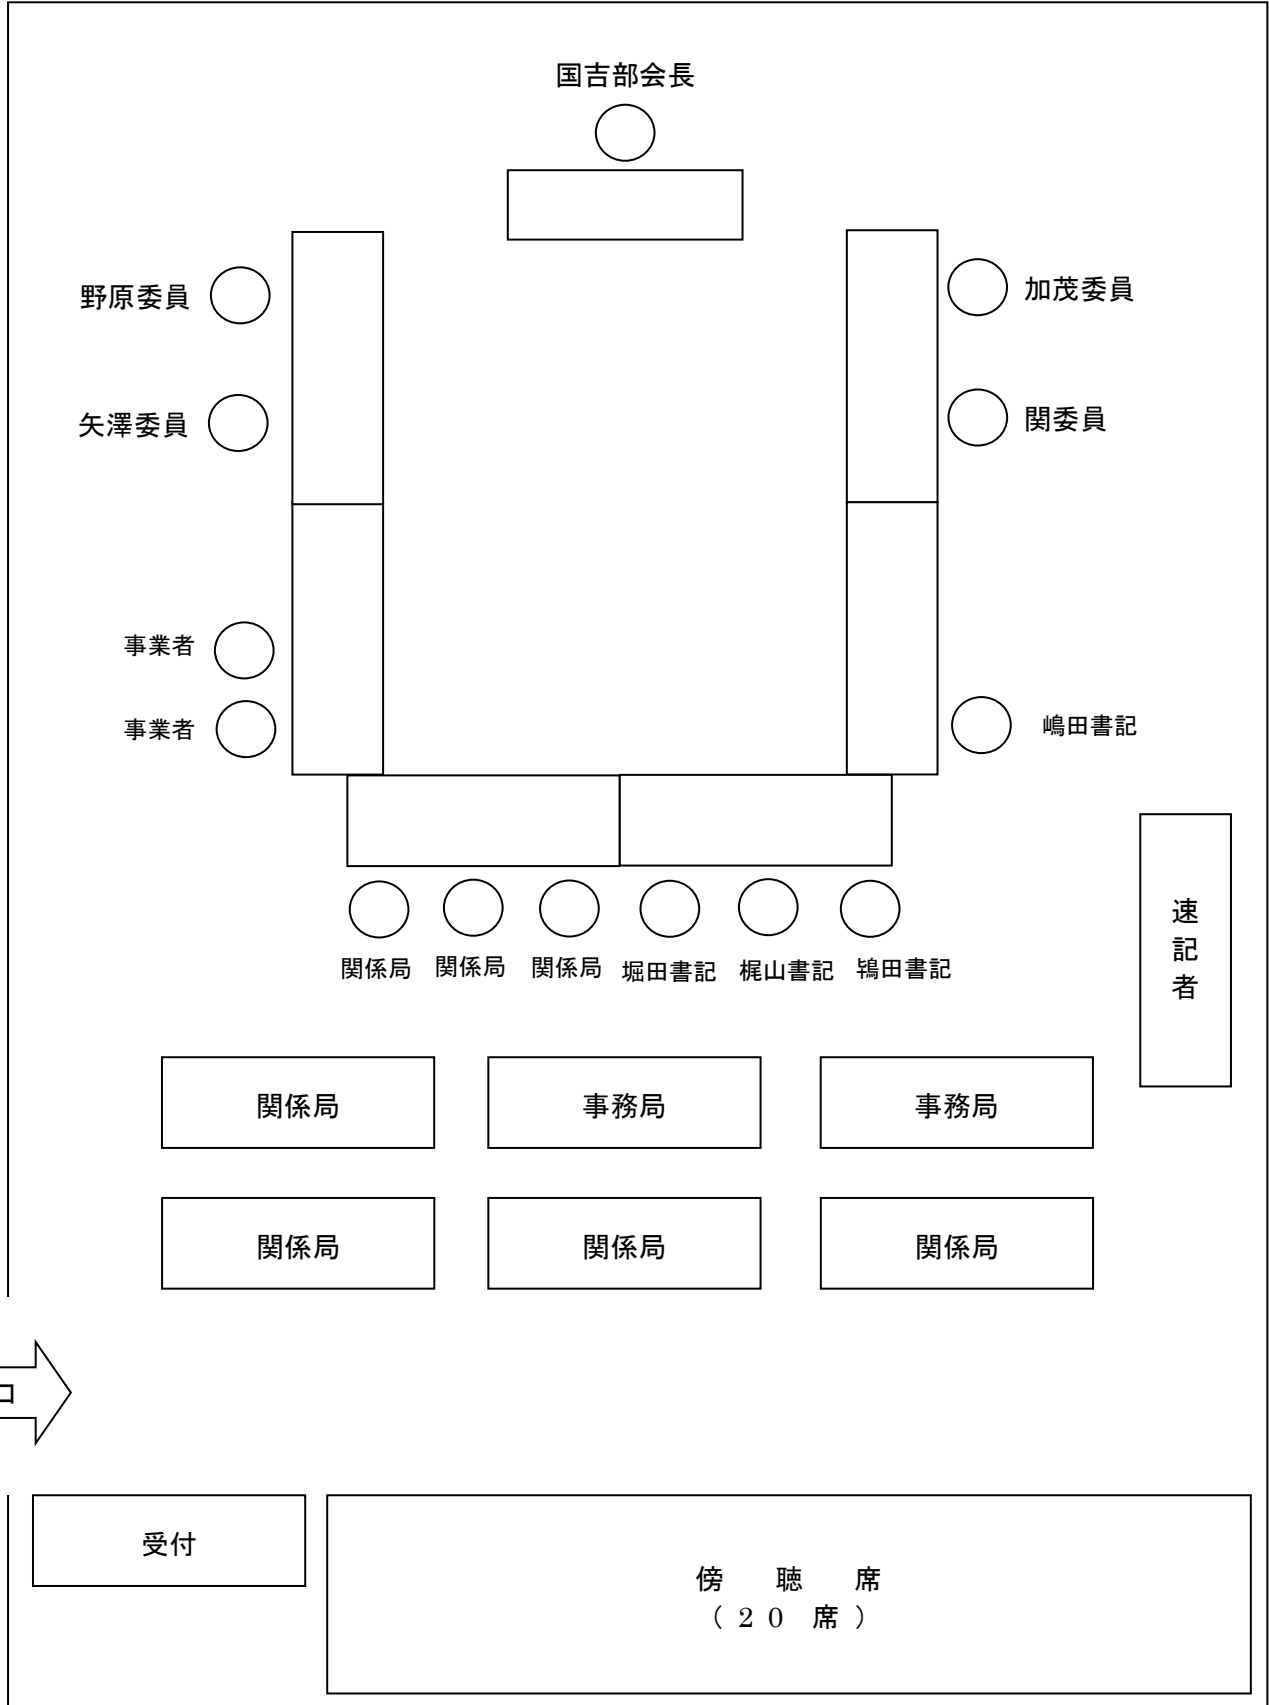 国吉部会長
野原委員
加茂委員
矢澤委員
関委員
事業者
事業者
嶋田書記
関係局
関係局
関係局
堀田書記
梶山書記
鴇田書記
速記者
関係局
事務局
事務局
関係局
関係局
関係局
口
受付
傍 聴 席
(20 席)